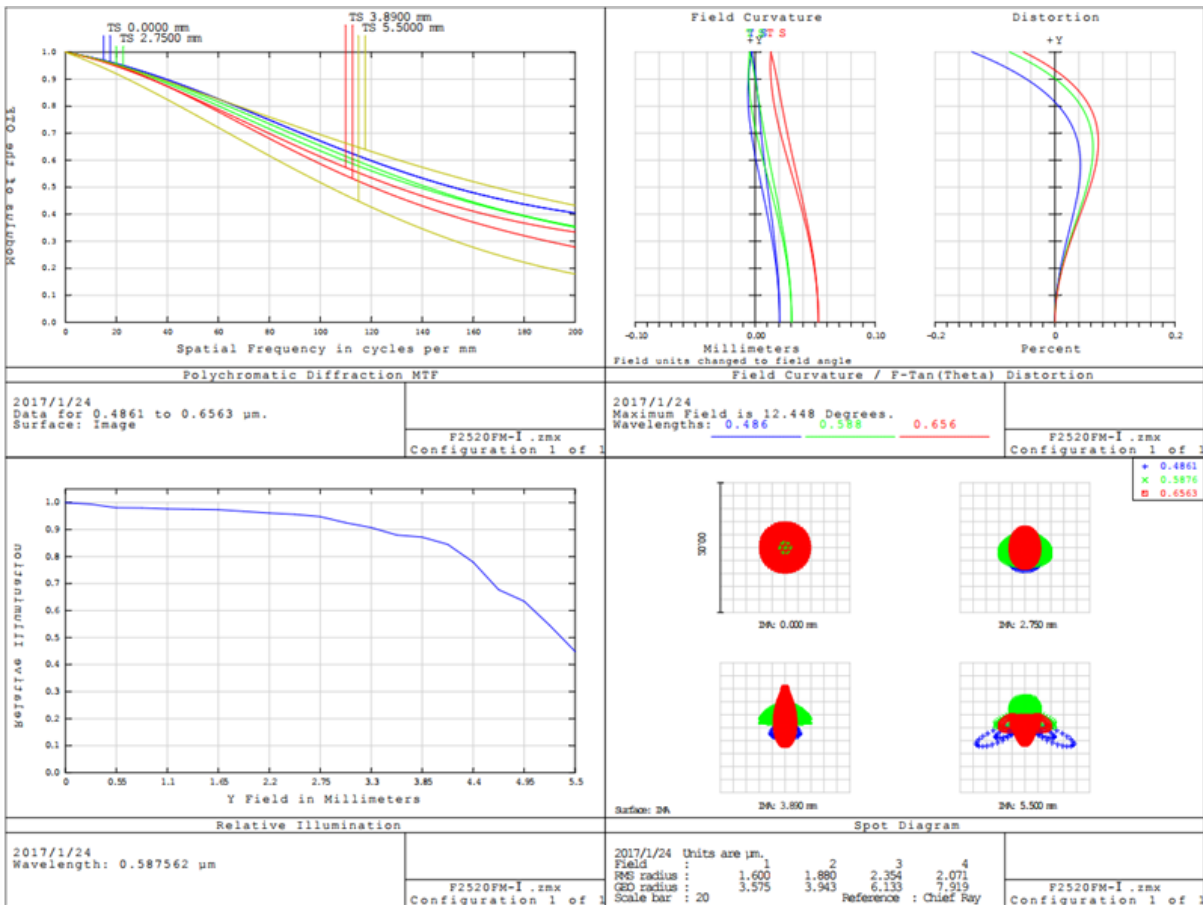 TS 0.0000 mm
TS 2.7500 mm
TS 3.8900 mm
TS 5.5000 mm
1.0
0.9
0.8
0.7
0.6
0.5
0.4
0.3
0.2
0.1
0.0
0 20 40 60 80 100 120 140 160 180 200
Modulus of the OTF
Spatial Frequency in cycles per mm
Polychromatic Diffraction MTF
2017/1/24
Data for 0.4861 to 0.6563 µm.
Surface: Image
F2520FM-I .zmx
Configuration 1 of 1
Field Curvature
T S T S
+Y
-0.10 0.00 0.10
Millimeters
Field units changed to field angle
Distortion
+Y
-0.2 0 0.2
Percent
Field Curvature / F-Tan(Theta) Distortion
2017/1/24
Maximum Field is 12.448 Degrees.
Wavelengths: 0.486 0.588 0.656
F2520FM-I .zmx
Configuration 1 of 1
1.0
0.9
0.8
0.7
0.6
0.5
0.4
0.3
0.2
0.1
0.0
0 0.55 1.1 1.65 2.2 2.75 3.3 3.85 4.4 4.95 5.5
Relative Illumination
Y Field in Millimeters
Relative Illumination
2017/1/24
Wavelength: 0.587562 µm
F2520FM-I .zmx
Configuration 1 of 1
0.4861
0.5876
0.6563
20.00
IMA: 0.000 mm
IMA: 2.750 mm
IMA: 3.890 mm
IMA: 5.500 mm
Surface: IMA
Spot Diagram
2017/1/24 Units are µm.
Field : 1 2 3 4
RMS radius : 1.600 1.880 2.354 2.071
GEO radius : 3.575 3.943 6.133 7.919
Scale bar : 20 Reference : Chief Ray
F2520FM-I .zmx
Configuration 1 of 1